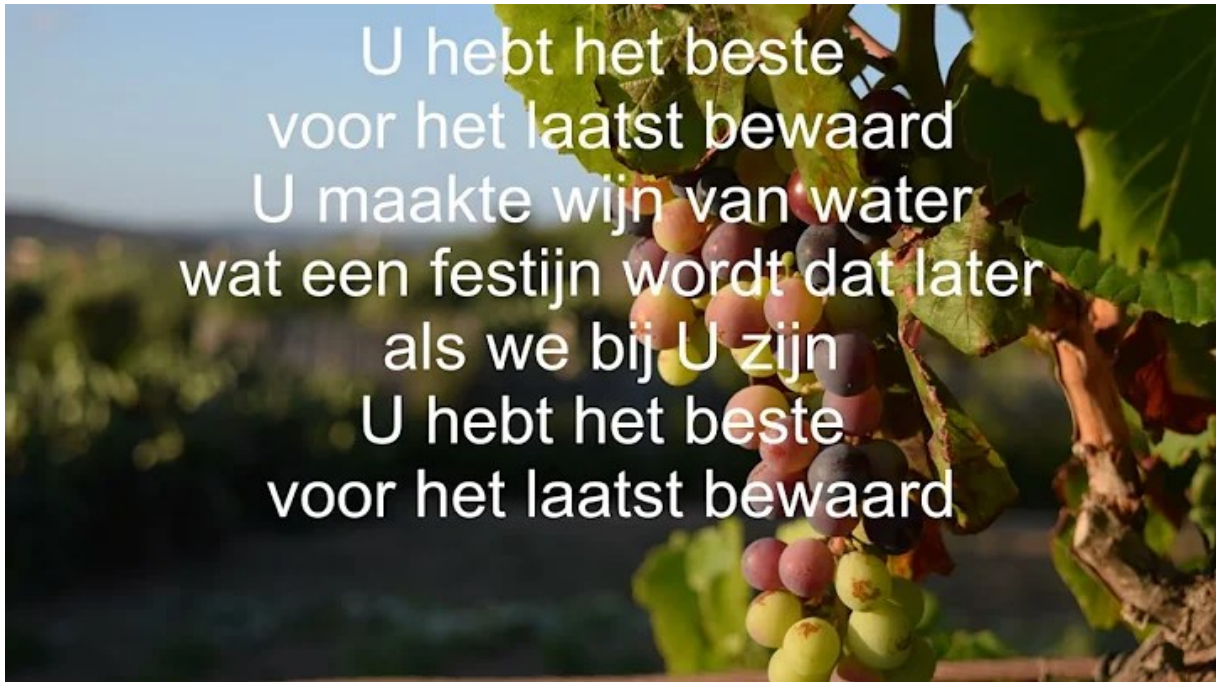 U hebt het beste
voor het laatst bewaard
U maakte wijn van water
wat een festijn wordt dat later
als we bij U zijn
U hebt het beste
voor het laatst bewaard